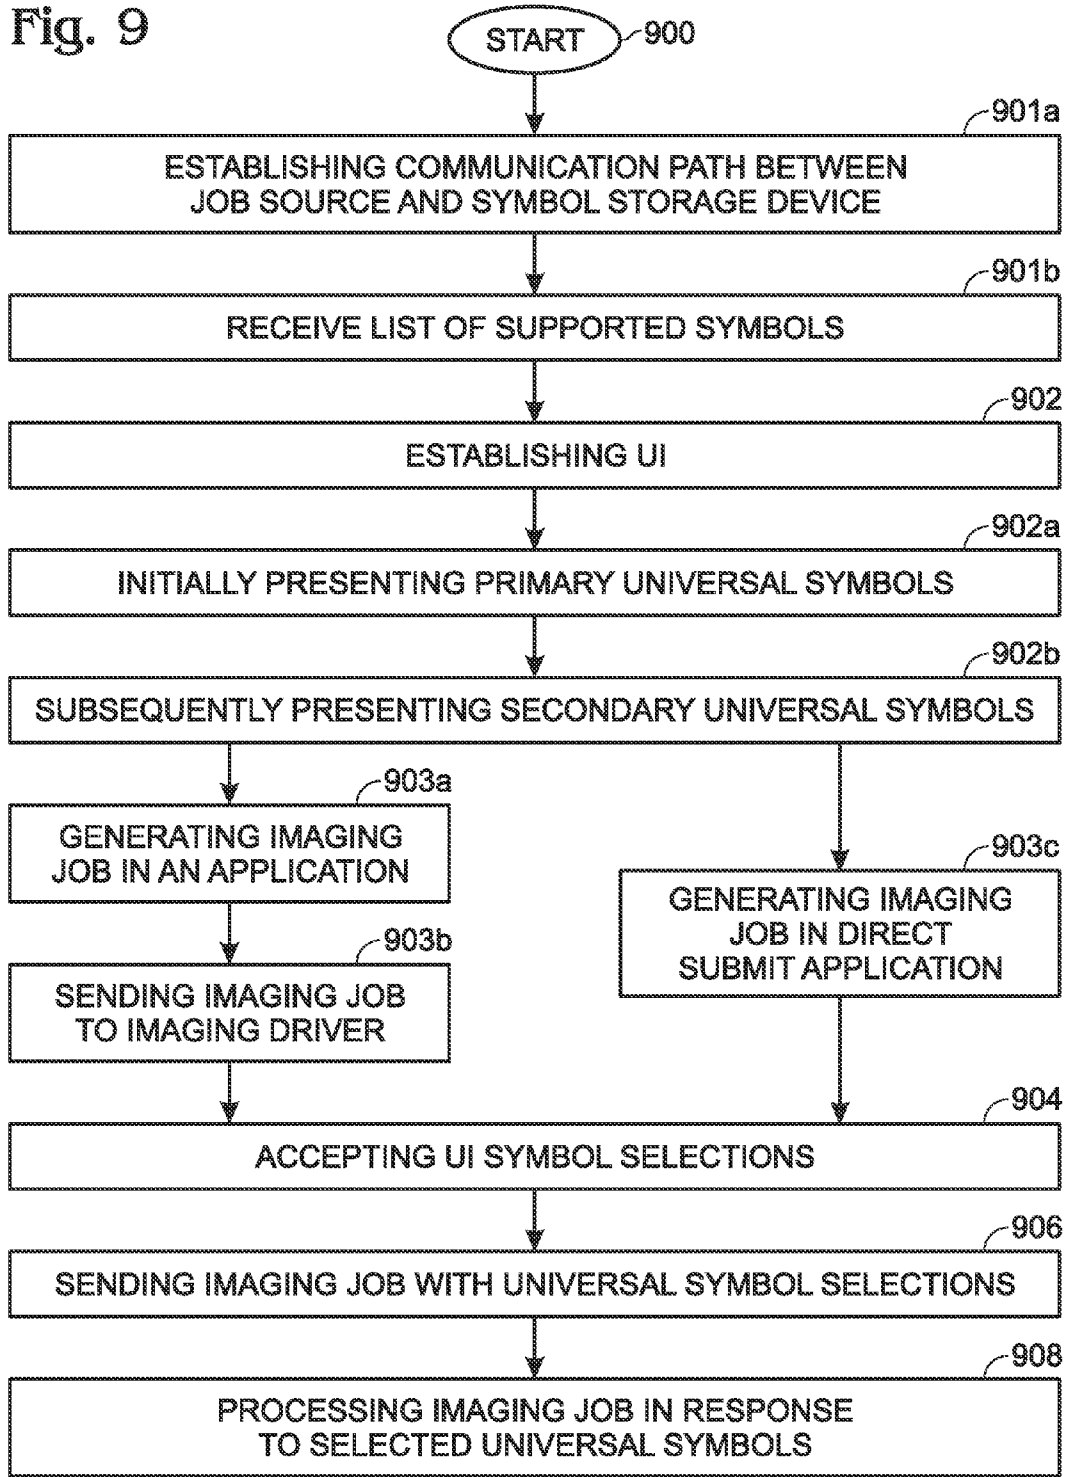 Fig. 9
START
900
901a
ESTABLISHING COMMUNICATION PATH BETWEEN
JOB SOURCE AND SYMBOL STORAGE DEVICE
901b
RECEIVE LIST OF SUPPORTED SYMBOLS
902
ESTABLISHING UI
902a
INITIALLY PRESENTING PRIMARY UNIVERSAL SYMBOLS
902b
SUBSEQUENTLY PRESENTING SECONDARY UNIVERSAL SYMBOLS
903a
GENERATING IMAGING
JOB IN AN APPLICATION
903b
SENDING IMAGING JOB
TO IMAGING DRIVER
903c
GENERATING IMAGING
JOB IN DIRECT
SUBMIT APPLICATION
904
ACCEPTING UI SYMBOL SELECTIONS
906
SENDING IMAGING JOB WITH UNIVERSAL SYMBOL SELECTIONS
908
PROCESSING IMAGING JOB IN RESPONSE
TO SELECTED UNIVERSAL SYMBOLS